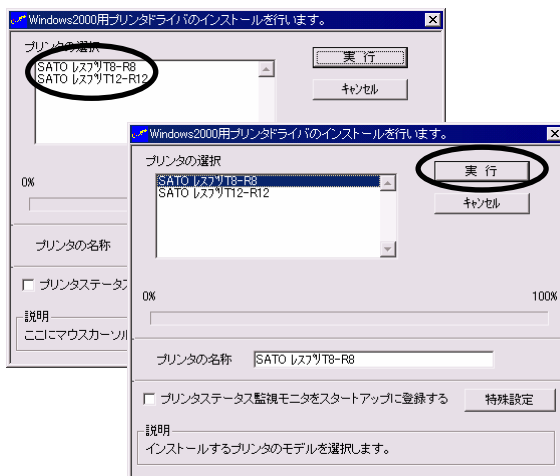 Windows2000用プリンタドライバのインストールを行います。
プリンタの選択
SATO ﾚｽﾌﾟﾘT8-R8
SATO ﾚｽﾌﾟﾘT12-R12
実 行
ｷｬﾝｾﾙ
0%
プリンタの名称
プリンタステータス
説明
ここにマウスカーソル
Windows2000用プリンタドライバのインストールを行います。
プリンタの選択
SATO ﾚｽﾌﾟﾘT8-R8
SATO ﾚｽﾌﾟﾘT12-R12
実 行
ｷｬﾝｾﾙ
0%
100%
プリンタの名称
SATO ﾚｽﾌﾟﾘT8-R8
プリンタステータス監視モニタをスタートアップに登録する
特殊設定
説明
インストールするプリンタのモデルを選択します。